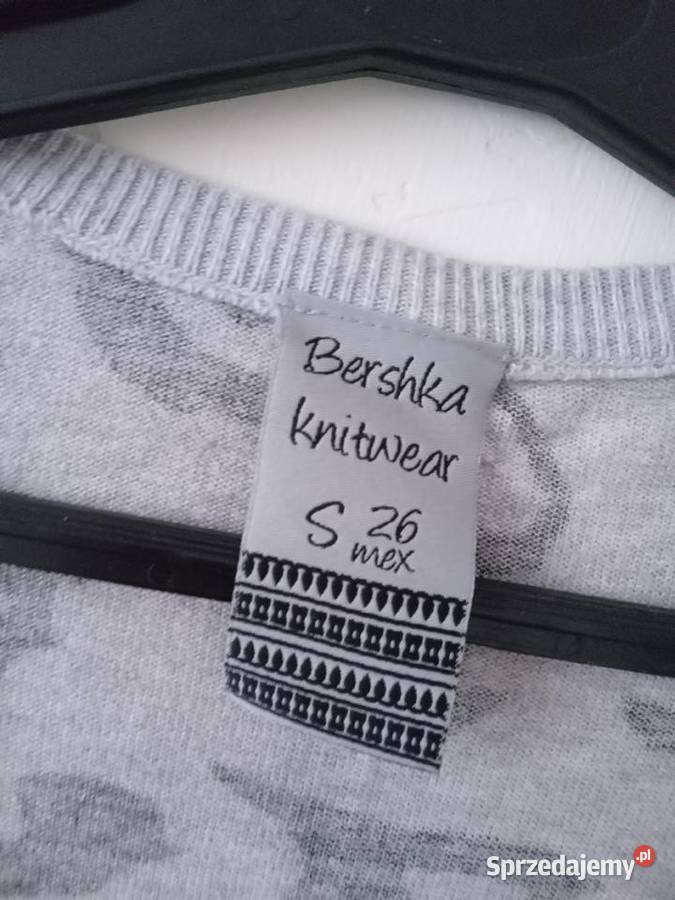 Bershka
knitwear
S 26
mex
Sprzedajemy.pl